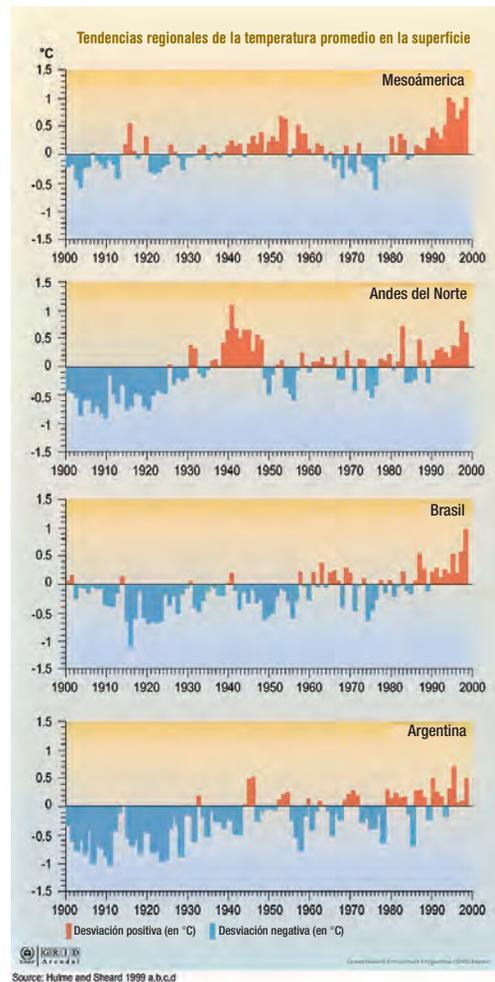 Tendencias regionales de la temperatura promedio en la superficie
°C
Mesoámerica
1.5
1
0.5
0
-0.5
-1
-1.5
1900 1910 1920 1930 1940 1950 1960 1970 1980 1990 2000
Andes del Norte
1.5
1
0.5
0
-0.5
-1
-1.5
1900 1910 1920 1930 1940 1950 1960 1970 1980 1990 2000
Brasil
1.5
1
0.5
0
-0.5
-1
-1.5
1900 1910 1920 1930 1940 1950 1960 1970 1980 1990 2000
Argentina
1.5
1
0.5
0
-0.5
-1
-1.5
1900 1910 1920 1930 1940 1950 1960 1970 1980 1990 2000
Desviación positiva (en °C) Desviación negativa (en °C)
GRID
Arendal
Source: Hulme and Sheard 1999 a,b,c,d